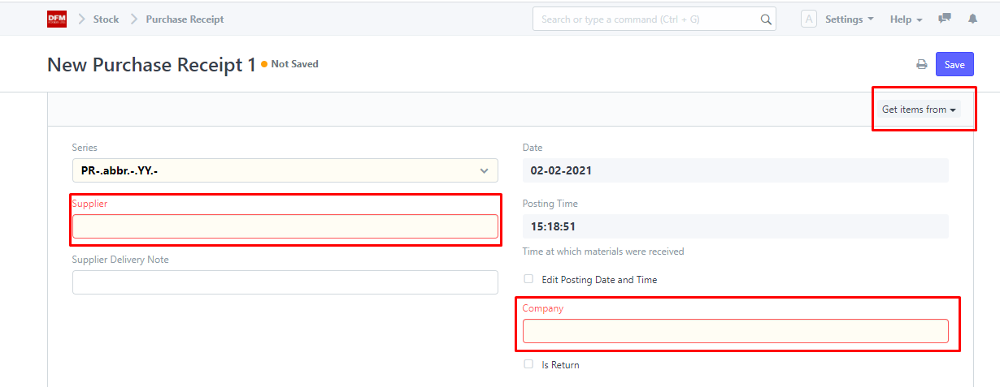 DFM Stock Purchase Receipt Search or type a command (Ctrl + G) A Settings Help
New Purchase Receipt 1 Not Saved Save
Get items from
Series Date
PR-.abbr.-.YY.- 02-02-2021
Supplier Posting Time
15:18:51
Supplier Delivery Note Time at which materials were received
Edit Posting Date and Time
Company
Is Return